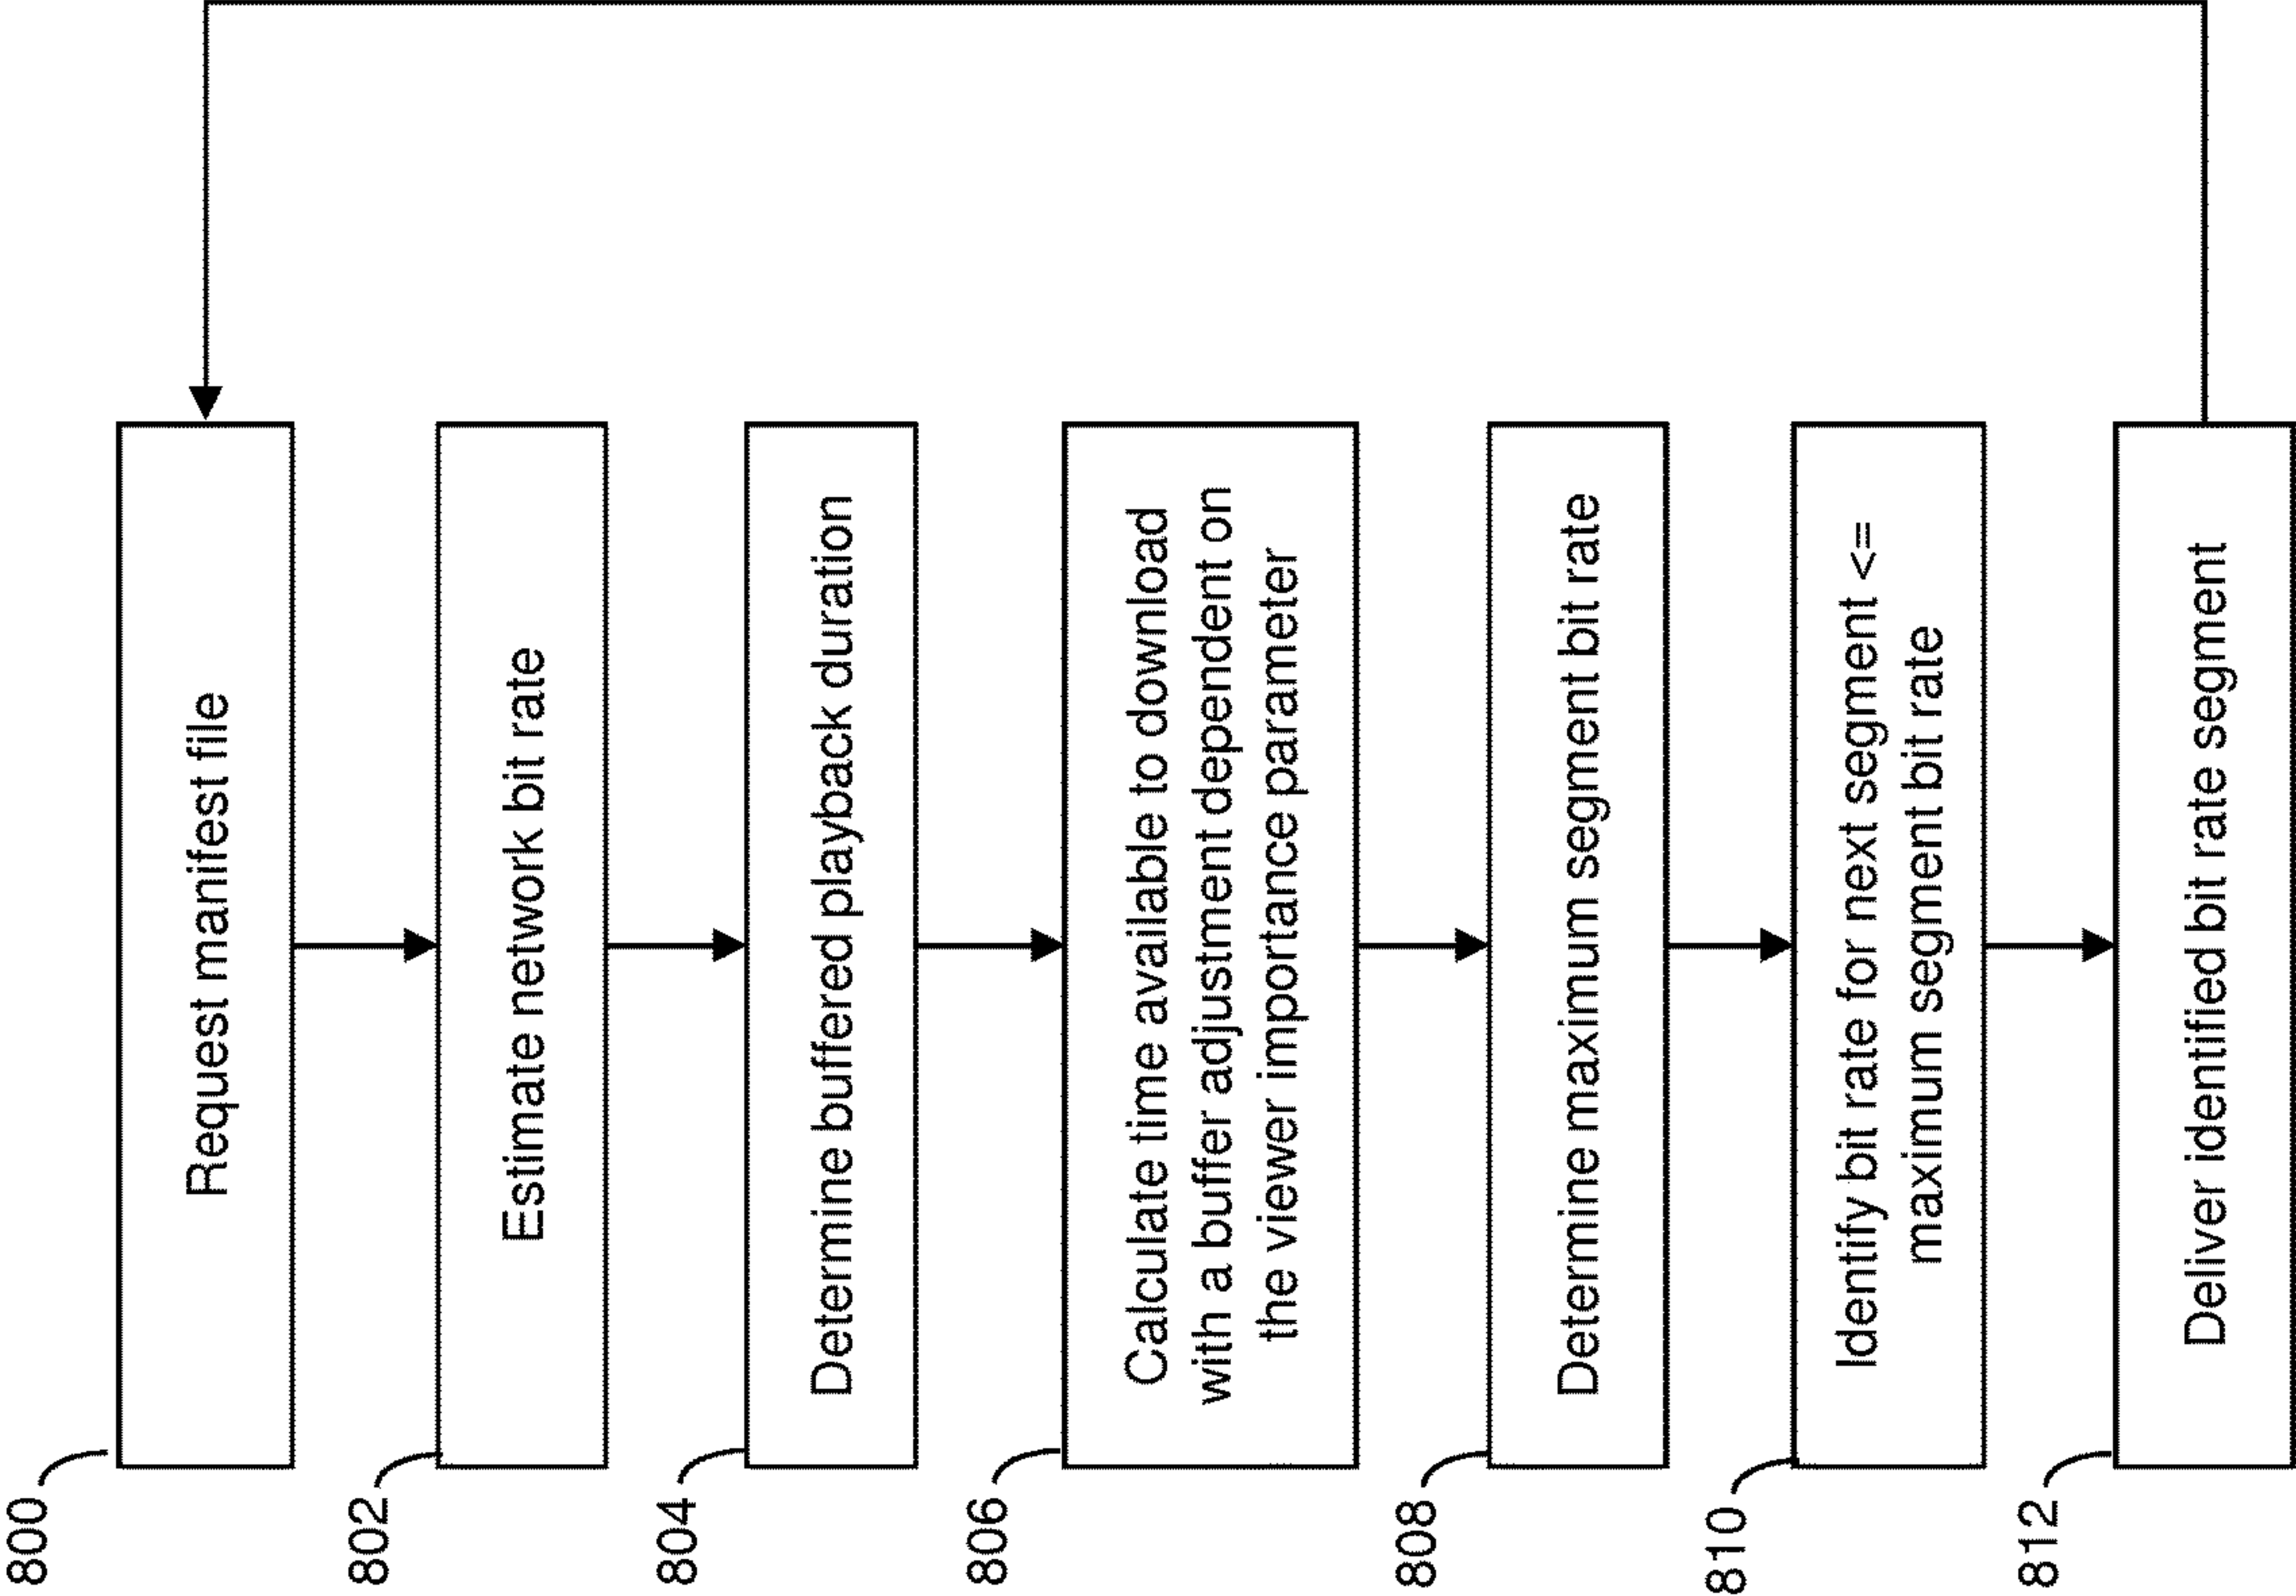 800
Request manifest file
802
Estimate network bit rate
804
Determine buffered playback duration
806
Calculate time available to download
with a buffer adjustment dependent on
the viewer importance parameter
808
Determine maximum segment bit rate
810
Identify bit rate for next segment <=
maximum segment bit rate
812
Deliver identified bit rate segment